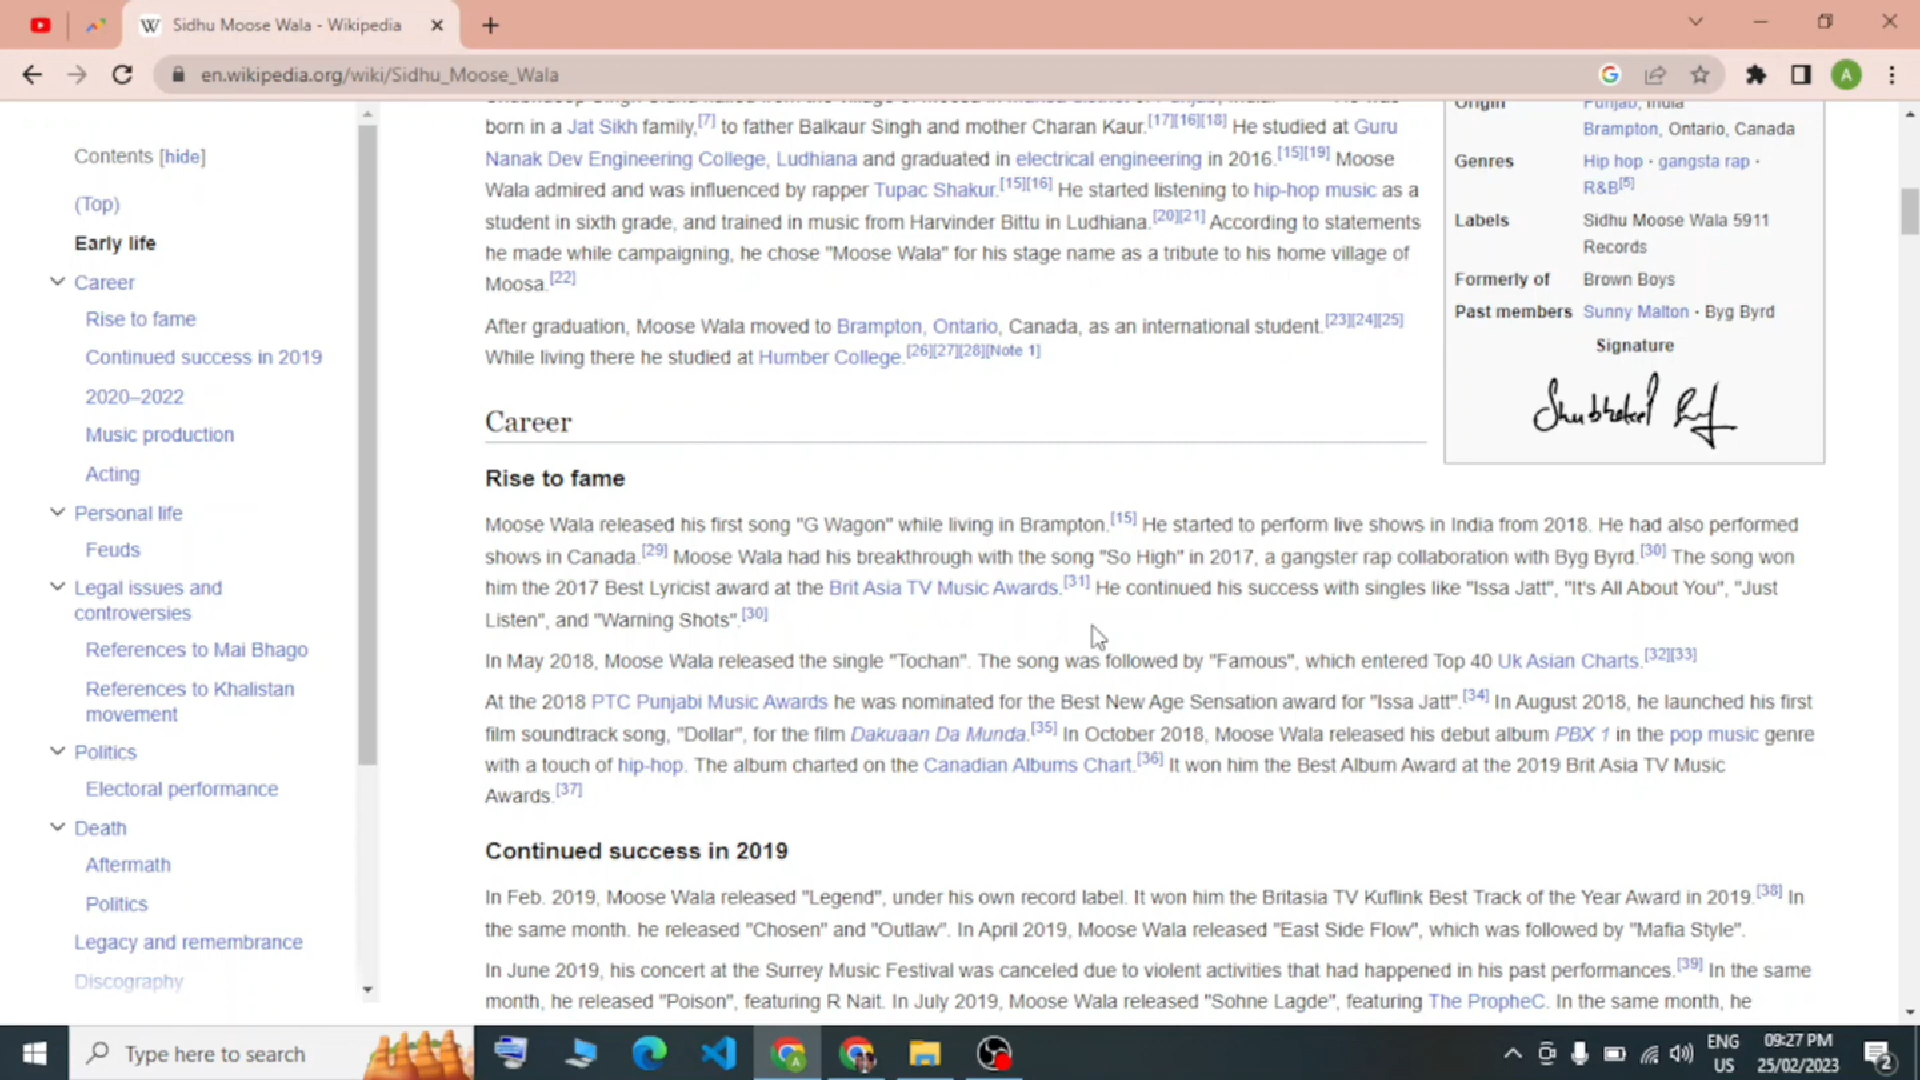 Sidhu Moose Wala - Wikipedia
en.wikipedia.org/wiki/Sidhu_Moose_Wala
A
Contents [hide]
(Top)
Early life
Career
Rise to fame
Continued success in 2019
2020–2022
Music production
Acting
Personal life
Feuds
Legal issues and
controversies
References to Mai Bhago
References to Khalistan
movement
Politics
Electoral performance
Death
Aftermath
Politics
Legacy and remembrance
Discography
born in a Jat Sikh family,[7] to father Balkaur Singh and mother Charan Kaur.[17][16][18] He studied at Guru
Nanak Dev Engineering College, Ludhiana and graduated in electrical engineering in 2016.[15][19] Moose
Wala admired and was influenced by rapper Tupac Shakur.[15][16] He started listening to hip-hop music as a
student in sixth grade, and trained in music from Harvinder Bittu in Ludhiana.[20][21] According to statements
he made while campaigning, he chose "Moose Wala" for his stage name as a tribute to his home village of
Moosa.[22]
After graduation, Moose Wala moved to Brampton, Ontario, Canada, as an international student.[23][24][25]
While living there he studied at Humber College.[26][27][28][Note 1]
Origin Punjab, India
Brampton, Ontario, Canada
Genres Hip hop · gangsta rap ·
R&B[5]
Labels Sidhu Moose Wala 5911
Records
Formerly of Brown Boys
Past members Sunny Malton · Byg Byrd
Signature
Career
Rise to fame
Moose Wala released his first song "G Wagon" while living in Brampton.[15] He started to perform live shows in India from 2018. He had also performed
shows in Canada.[29] Moose Wala had his breakthrough with the song "So High" in 2017, a gangster rap collaboration with Byg Byrd.[30] The song won
him the 2017 Best Lyricist award at the Brit Asia TV Music Awards.[31] He continued his success with singles like "Issa Jatt", "It's All About You", "Just
Listen", and "Warning Shots".[30]
In May 2018, Moose Wala released the single "Tochan". The song was followed by "Famous", which entered Top 40 Uk Asian Charts.[32][33]
At the 2018 PTC Punjabi Music Awards he was nominated for the Best New Age Sensation award for "Issa Jatt".[34] In August 2018, he launched his first
film soundtrack song, "Dollar", for the film Dakuaan Da Munda.[35] In October 2018, Moose Wala released his debut album PBX 1 in the pop music genre
with a touch of hip-hop. The album charted on the Canadian Albums Chart.[36] It won him the Best Album Award at the 2019 Brit Asia TV Music
Awards.[37]
Continued success in 2019
In Feb. 2019, Moose Wala released "Legend", under his own record label. It won him the Britasia TV Kuflink Best Track of the Year Award in 2019.[38] In
the same month. he released "Chosen" and "Outlaw". In April 2019, Moose Wala released "East Side Flow", which was followed by "Mafia Style".
In June 2019, his concert at the Surrey Music Festival was canceled due to violent activities that had happened in his past performances.[39] In the same
month, he released "Poison", featuring R Nait. In July 2019, Moose Wala released "Sohne Lagde", featuring The PropheC. In the same month, he
Type here to search
ENG
US
09:27 PM
25/02/2023
2